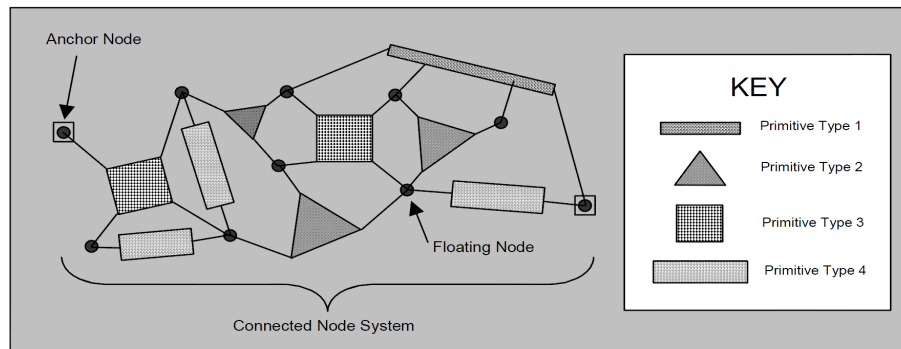 Anchor Node
KEY
Primitive Type 1
Primitive Type 2
Primitive Type 3
Primitive Type 4
Floating Node
Connected Node System